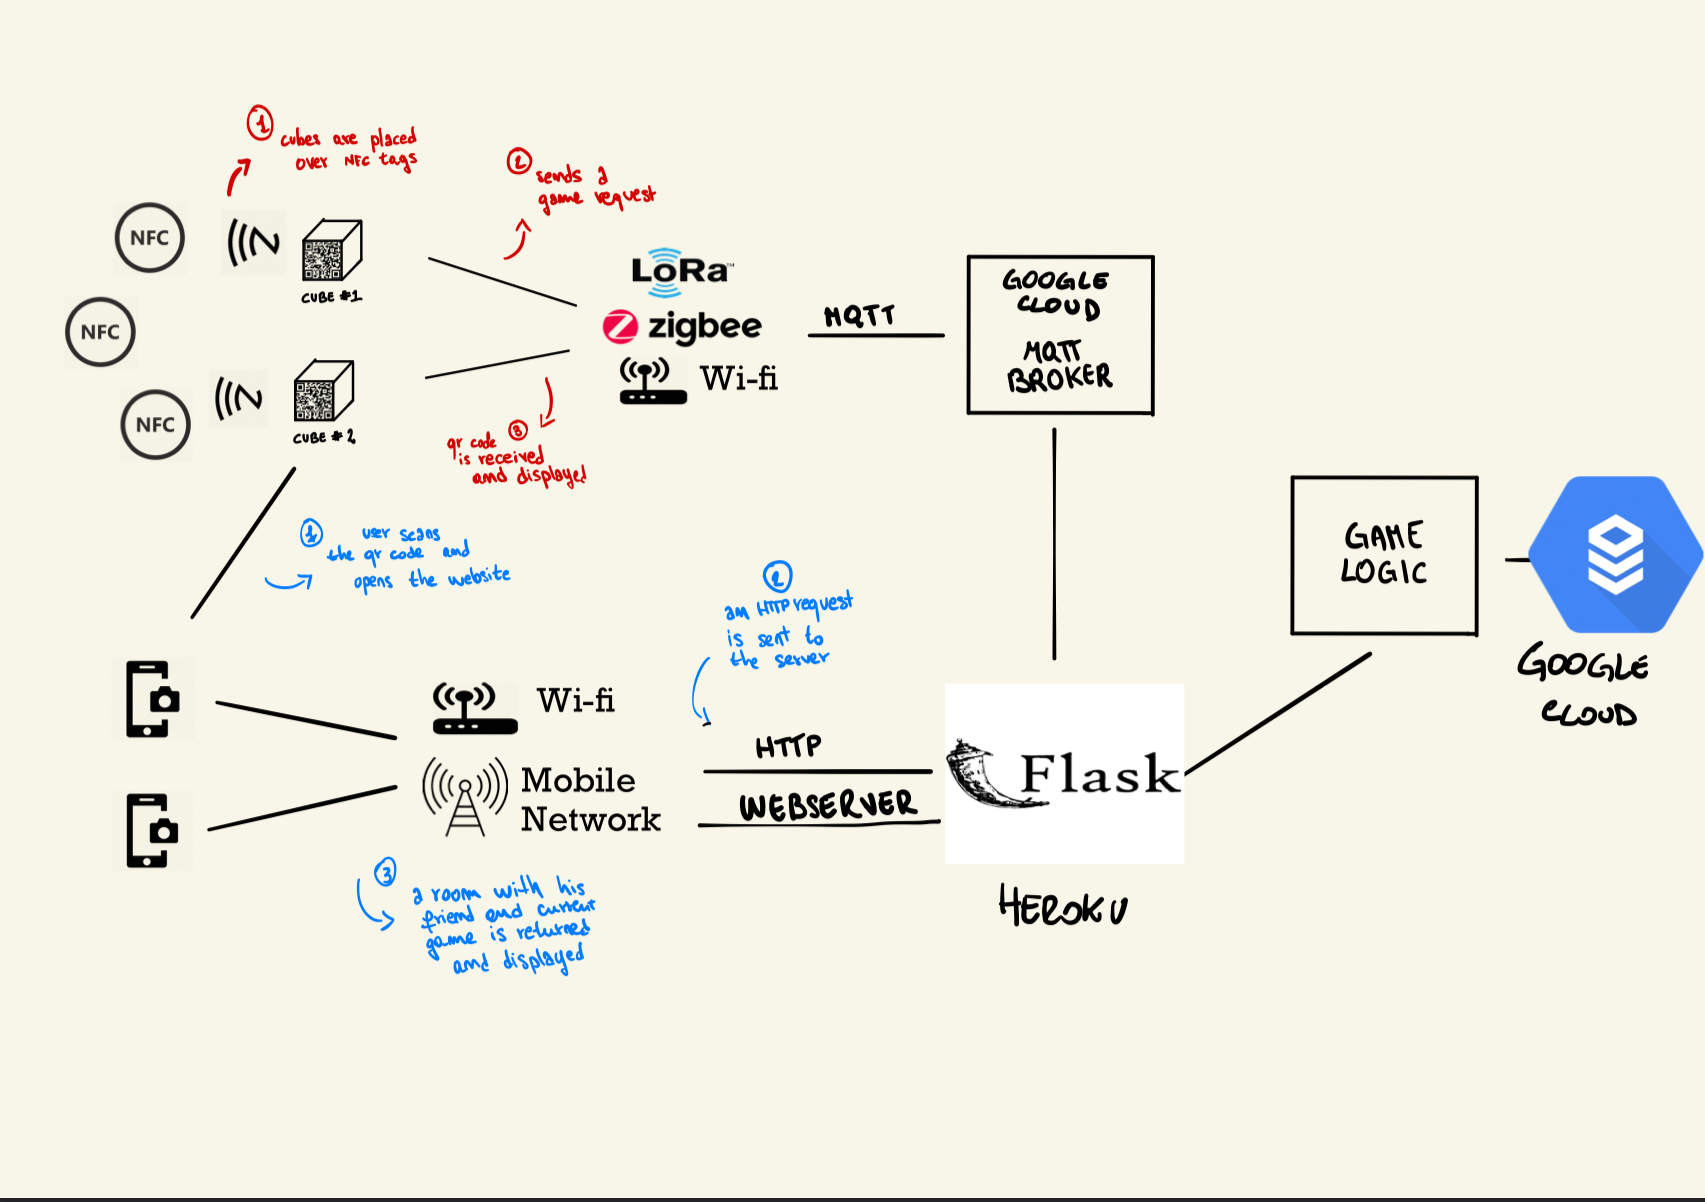 1
cubes are placed
over NFC tags
2
sends a
game request
NFC
CUBE #1
NFC
NFC
CUBE #2
LoRa™
zigbee
Wi-fi
MQTT
GOOGLE
CLOUD
MQTT
BROKER
qr code 3
is received
and displayed
1
user scans
the qr code and
opens the website
2
an HTTP request
is sent to
the server
GAME
LOGIC
GOOGLE
CLOUD
Wi-fi
Mobile
Network
HTTP
WEBSERVER
Flask
HEROKU
3
a room with his
friend and current
game is returned
and displayed